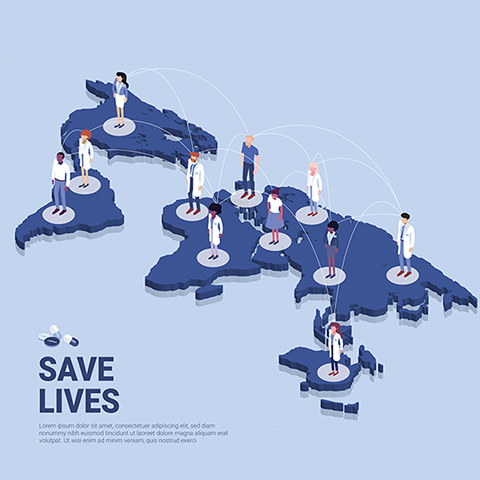 SAVE
LIVES
Lorem ipsum dolor sit amet, consectetuer adipiscing elit, sed diam
nonummy nibh euismod tincidunt ut laoreet dolore magna aliquam erat
volutpat. Ut wisi enim ad minim veniam, quis nostrud exerci